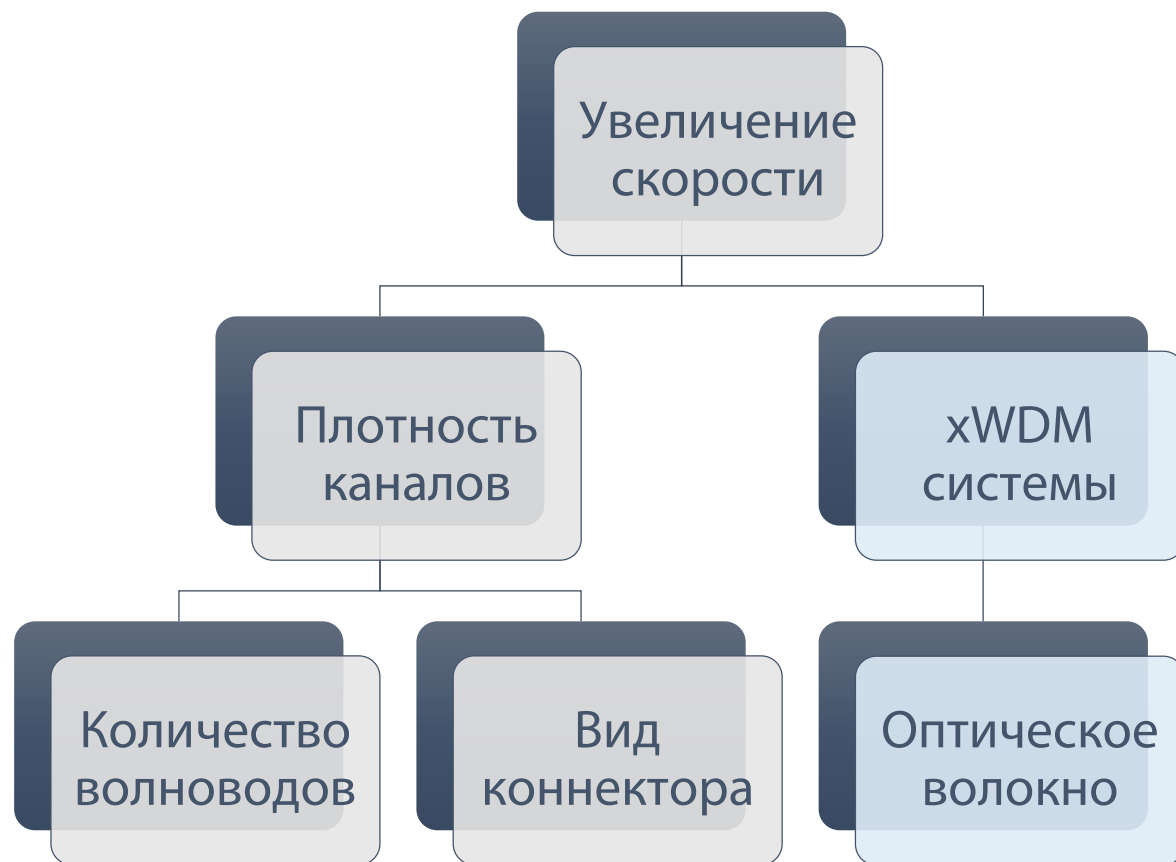 Увеличение
скорости
Плотность
каналов
xWDM
системы
Количество
волноводов
Вид
коннектора
Оптическое
волокно